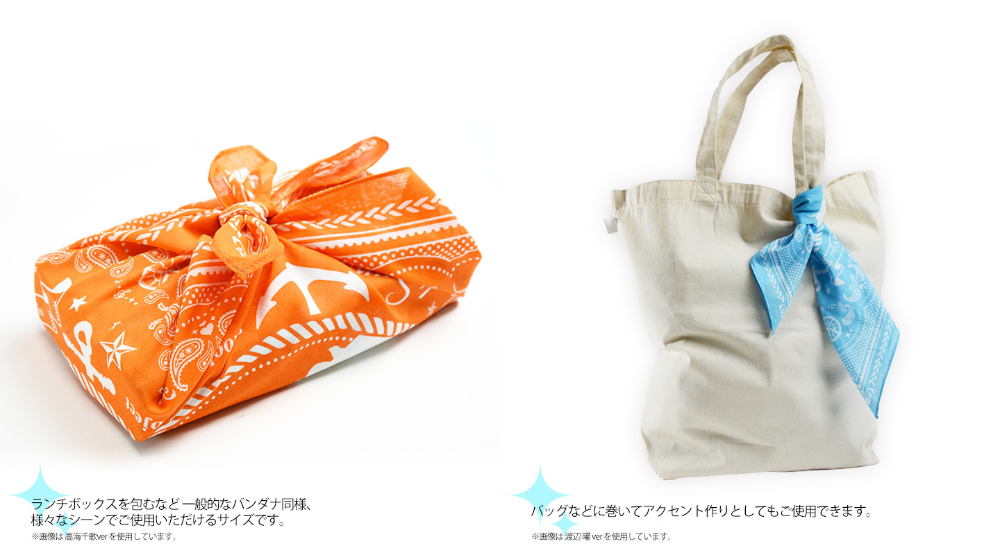 ランチボックスを包むなど一般的なバンダナ同様、
様々なシーンでご使用いただけるサイズです。
※画像は 高海千歌verを使用しています。
バッグなどに巻いてアクセント作りとしてもご使用できます。
※画像は 渡辺 曜 ver を使用しています。